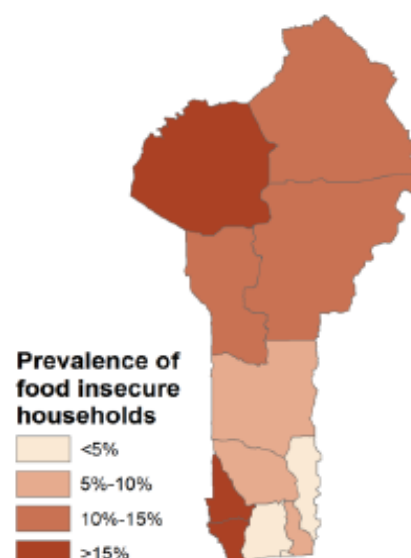 Prevalence of
food insecure
households
<5%
5%-10%
10%-15%
≥15%